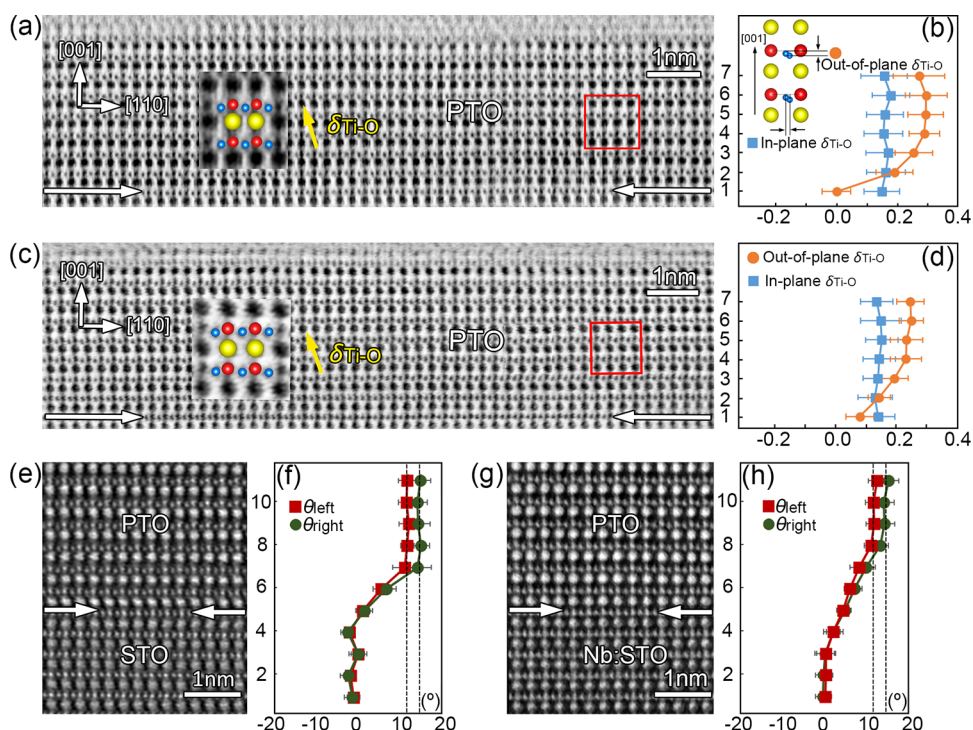 (a)
[001]
[110]
δTi-O
PTO
1nm
(b)
[001]
Out-of-plane δTi-O
In-plane δTi-O
7
6
5
4
3
2
1
-0.2 0.0 0.2 0.4
(c)
[001]
[110]
δTi-O
PTO
1nm
(d)
Out-of-plane δTi-O
In-plane δTi-O
7
6
5
4
3
2
1
-0.2 0.0 0.2 0.4
(e)
PTO
STO
1nm
(f)
θleft
θright
10
8
6
4
2
(º)
-20 -10 0 10 20
(g)
PTO
Nb:STO
1nm
(h)
θleft
θright
10
8
6
4
2
(º)
-20 -10 0 10 20